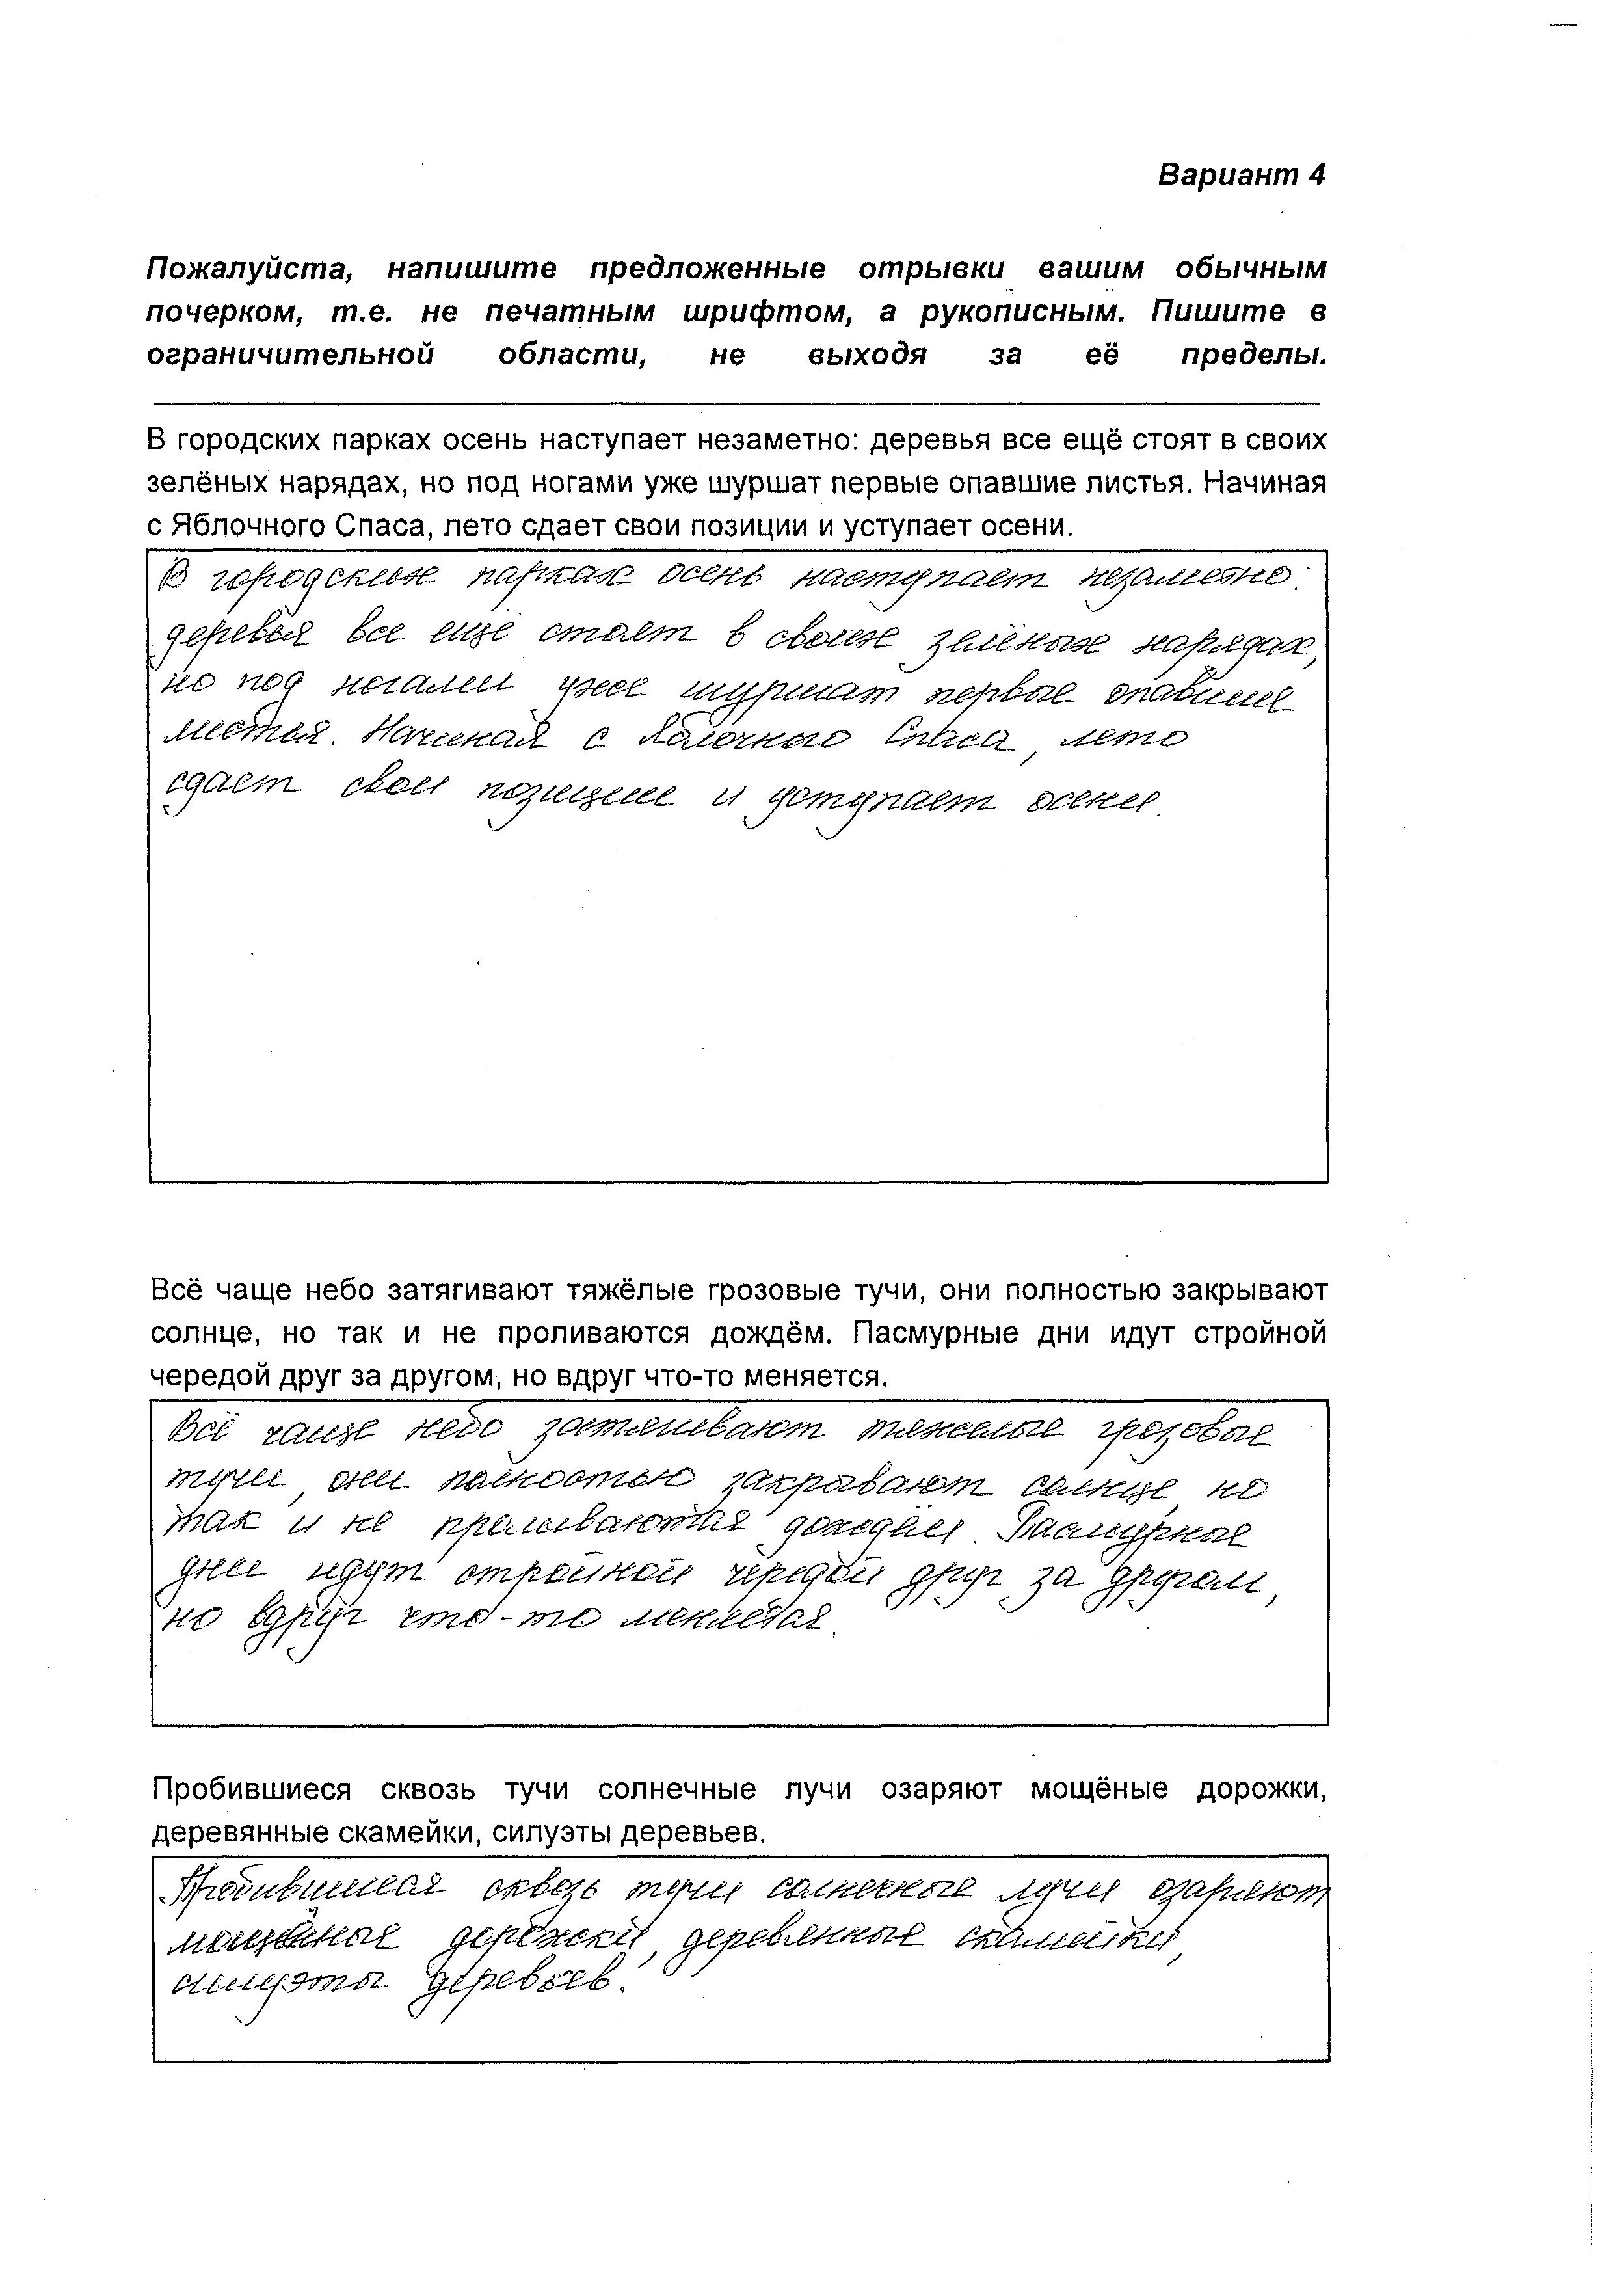 Вариант 4
Пожалуйста, напишите предложенные отрывки вашим обычным
почерком, т.е. не печатным шрифтом, а рукописным. Пишите в
ограничительной области, не выходя за её пределы.
В городских парках осень наступает незаметно: деревья все ещё стоят в своих
зелёных нарядах, но под ногами уже шуршат первые опавшие листья. Начиная
с Яблочного Спаса, лето сдает свои позиции и уступает осени.
В городских парках осень наступает незаметно:
деревья все ещё стоят в своих зелёных нарядах,
но под ногами уже шуршат первые опавшие
листья. Начиная с Яблочного Спаса, лето
сдает свои позиции и уступает осени.
Всё чаще небо затягивают тяжёлые грозовые тучи, они полностью закрывают
солнце, но так и не проливаются дождём. Пасмурные дни идут стройной
чередой друг за другом, но вдруг что-то меняется.
Всё чаще небо затягивают тяжелые грозовые
тучи, они полностью закрывают солнце, но
так и не проливаются дождём. Пасмурные
дни идут стройной чередой друг за другом,
но вдруг что-то меняется.
Пробившиеся сквозь тучи солнечные лучи озаряют мощёные дорожки,
деревянные скамейки, силуэты деревьев.
Пробившиеся сквозь тучи солнечные лучи озаряют
мощёные дорожки, деревянные скамейки,
силуэты деревьев.